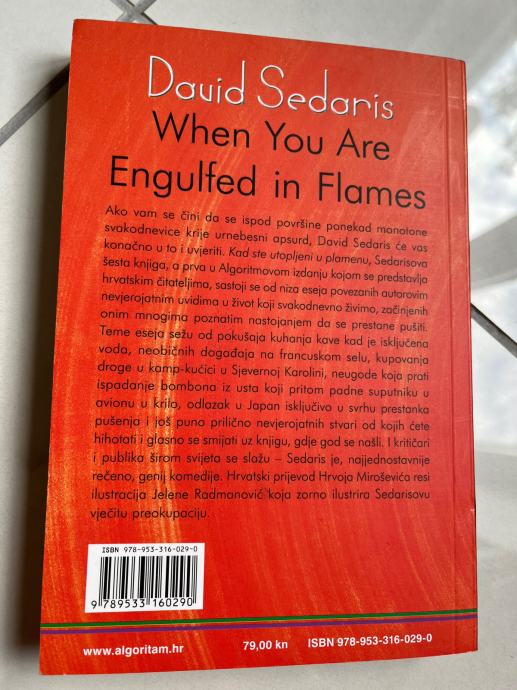 David Sedaris
When You Are
Engulfed in Flames
Ako vam se čini da se ispod površine ponekad monotone
svakodnevice krije urnebesni apsurd, David Sedaris će vas
konačno u to i uvjeriti. Kad ste utopljeni u plamenu, Sedarisova
šesta knjiga, a prva u Algoritmovom izdanju kojom se predstavlja
hrvatskim čitateljima, sastoji se od niza eseja povezanih autorovim
nevjerojatnim uvidima u život koji svakodnevno živimo, začinjenih
onim mnogima poznatim nastojanjem da se prestane pušiti.
Teme eseja sežu od pokušaja kuhanja kave kad je isključena
voda, neobičnih događaja na francuskom selu, kupovanja
droge u kamp-kućici u Sjevernoj Karolini, neugode koja prati
ispadanje bombona iz usta koji pritom padne suputniku u
avionu u krilo, odlazak u Japan isključivo u svrhu prestanka
pušenja i još puno prilično nevjerojatnih stvari od kojih ćete
hihotati i glasno se smijati uz knjigu, gdje god se našli. I kritičari
i publika širom svijeta se slažu – Sedaris je, najjednostavnije
rečeno, genij komedije. Hrvatski prijevod Hrvoja Miroševića resi
ilustracija Jelene Radmanović koja zorno ilustrira Sedarisovu
vječitu preokupaciju.
ISBN 978-953-316-029-0
9 789533 160290
www.algoritam.hr 79,00 kn ISBN 978-953-316-029-0